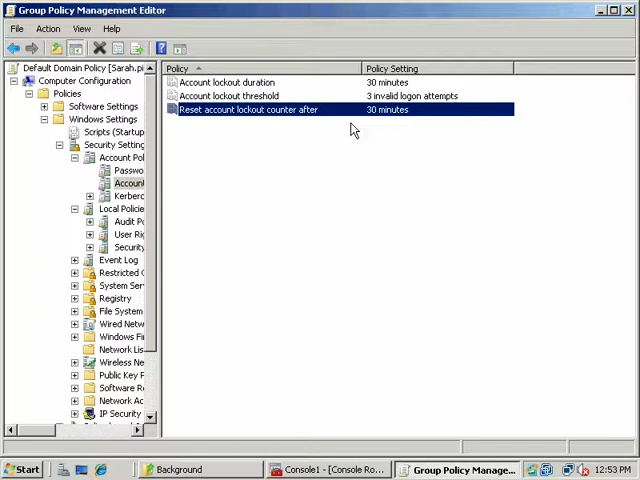 Group Policy Management Editor
File Action View Help
Default Domain Policy [Sarah.pi
Computer Configuration
Policies
Software Settings
Windows Settings
Scripts (Startup
Security Setting
Account Pol
Passwo
Account
Kerberc
Local Policie
Audit Po
User Rig
Security
Event Log
Restricted G
System Ser
Registry
File System
Wired Netw
Windows Fi
Network Lis
Wireless Ne
Public Key F
Software R
Network Ac
IP Security
Policy Policy Setting
Account lockout duration 30 minutes
Account lockout threshold 3 invalid logon attempts
Reset account lockout counter after 30 minutes
Start Background Console1 - [Console Ro... Group Policy Manage... 12:53 PM